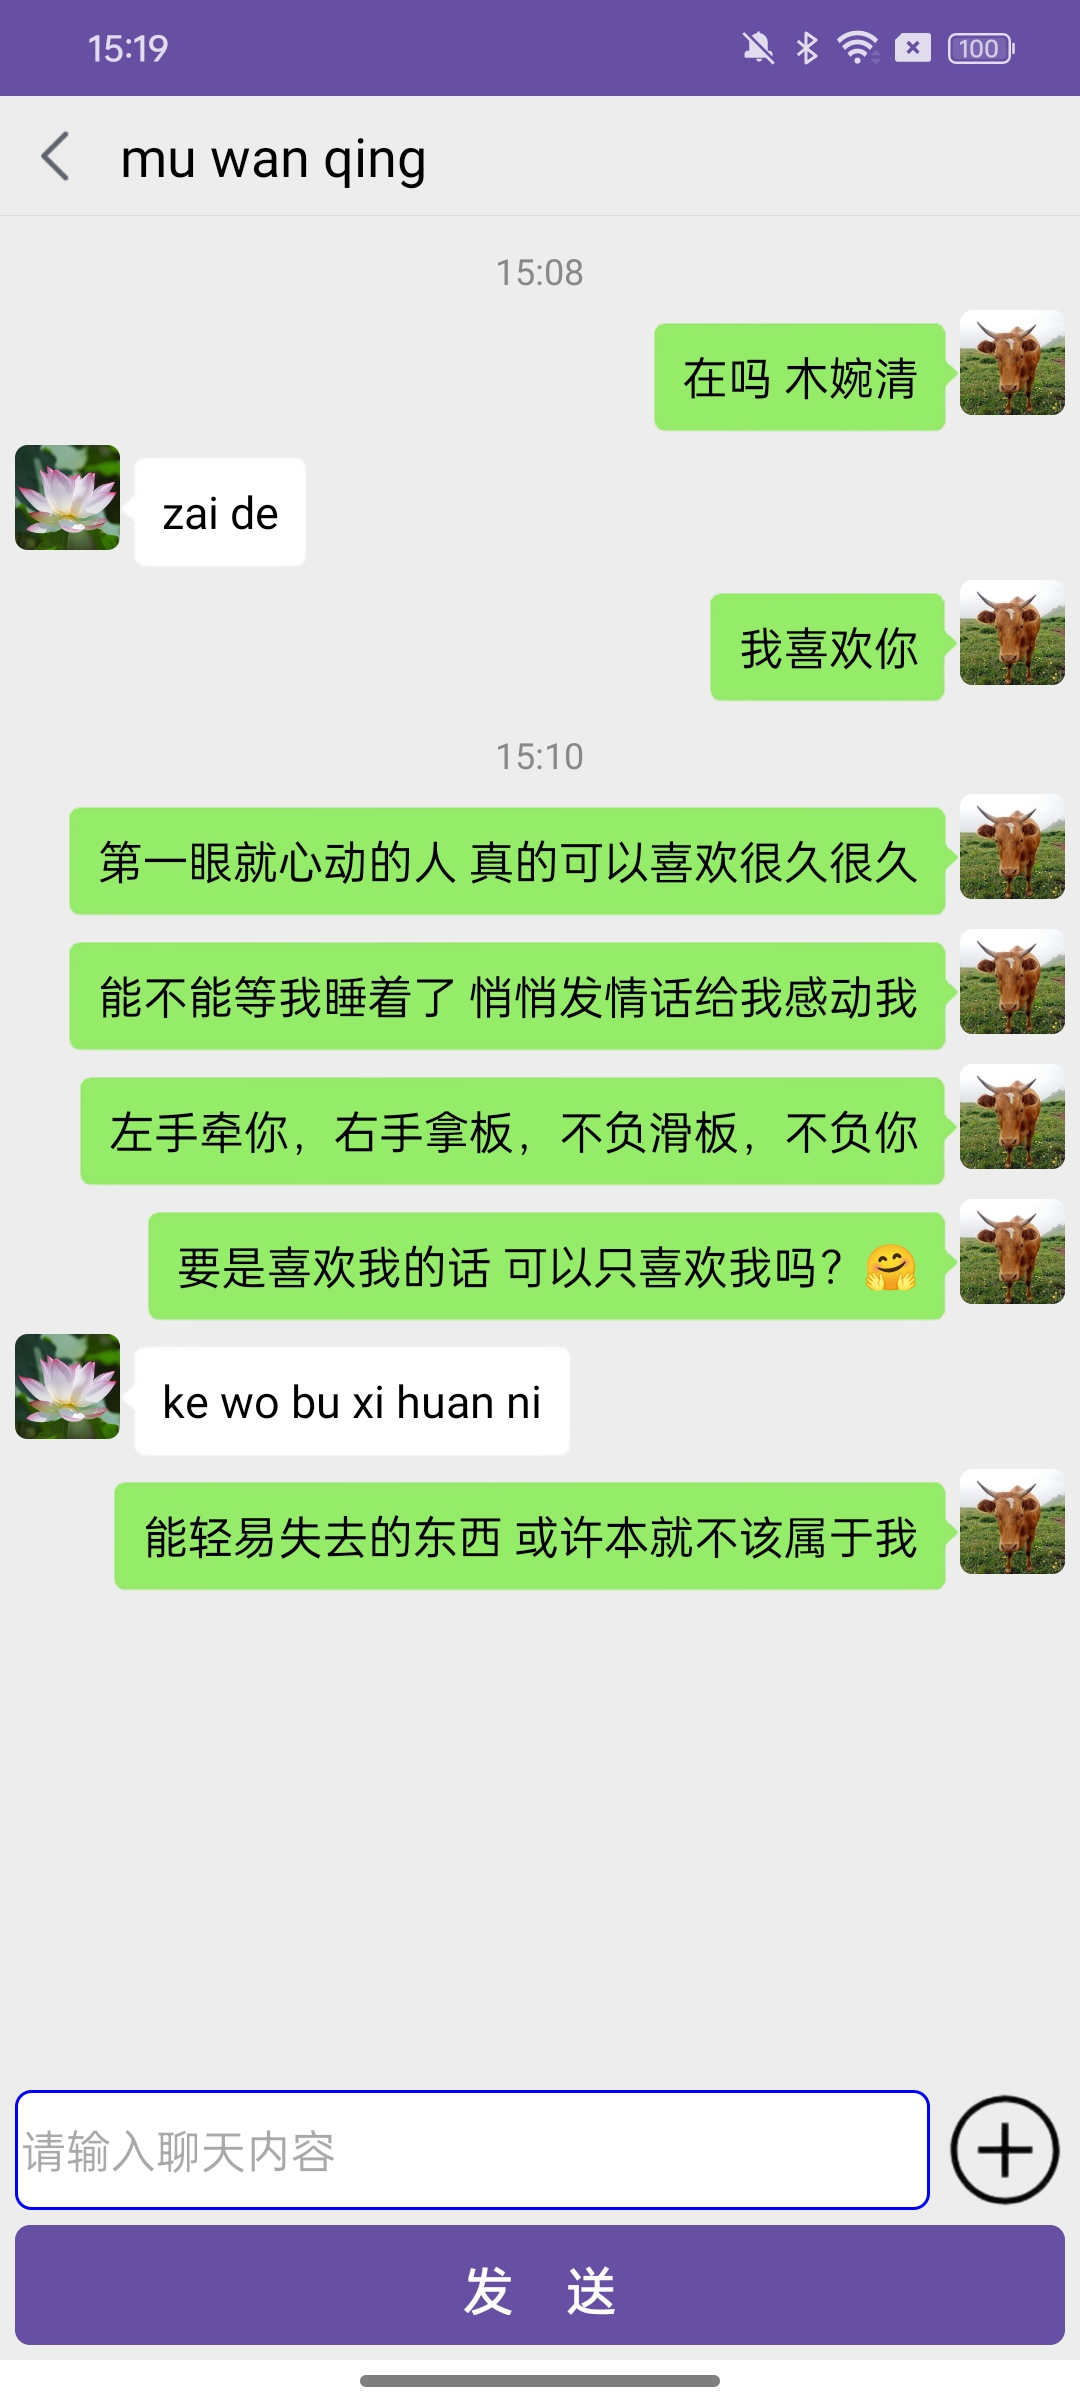 15:19
100
mu wan qing
15:08
在吗 木婉清
zai de
我喜欢你
15:10
第一眼就心动的人 真的可以喜欢很久很久
能不能等我睡着了 悄悄发情话给我感动我
左手牵你，右手拿板，不负滑板，不负你
要是喜欢我的话 可以只喜欢我吗？🤗
ke wo bu xi huan ni
能轻易失去的东西 或许本就不该属于我
请输入聊天内容
发 送